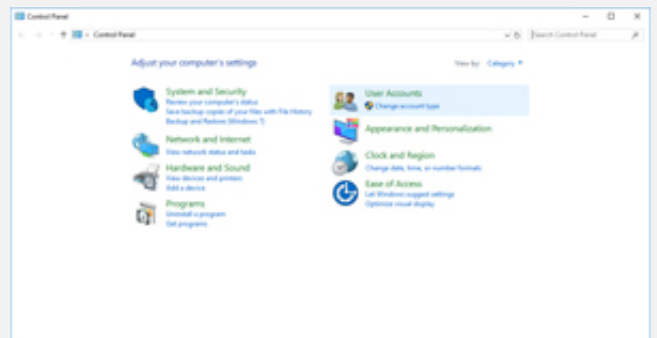 Control Panel
Control Panel
Search Control Panel
Adjust your computer's settings
View by: Category
System and Security
Review your computer's status
Save backup copies of your files with File History
Backup and Restore (Windows 7)
Network and Internet
View network status and tasks
Hardware and Sound
View devices and printers
Add a device
Programs
Uninstall a program
Get programs
User Accounts
Change account type
Appearance and Personalization
Clock and Region
Change date, time, or number formats
Ease of Access
Let Windows suggest settings
Optimize visual display